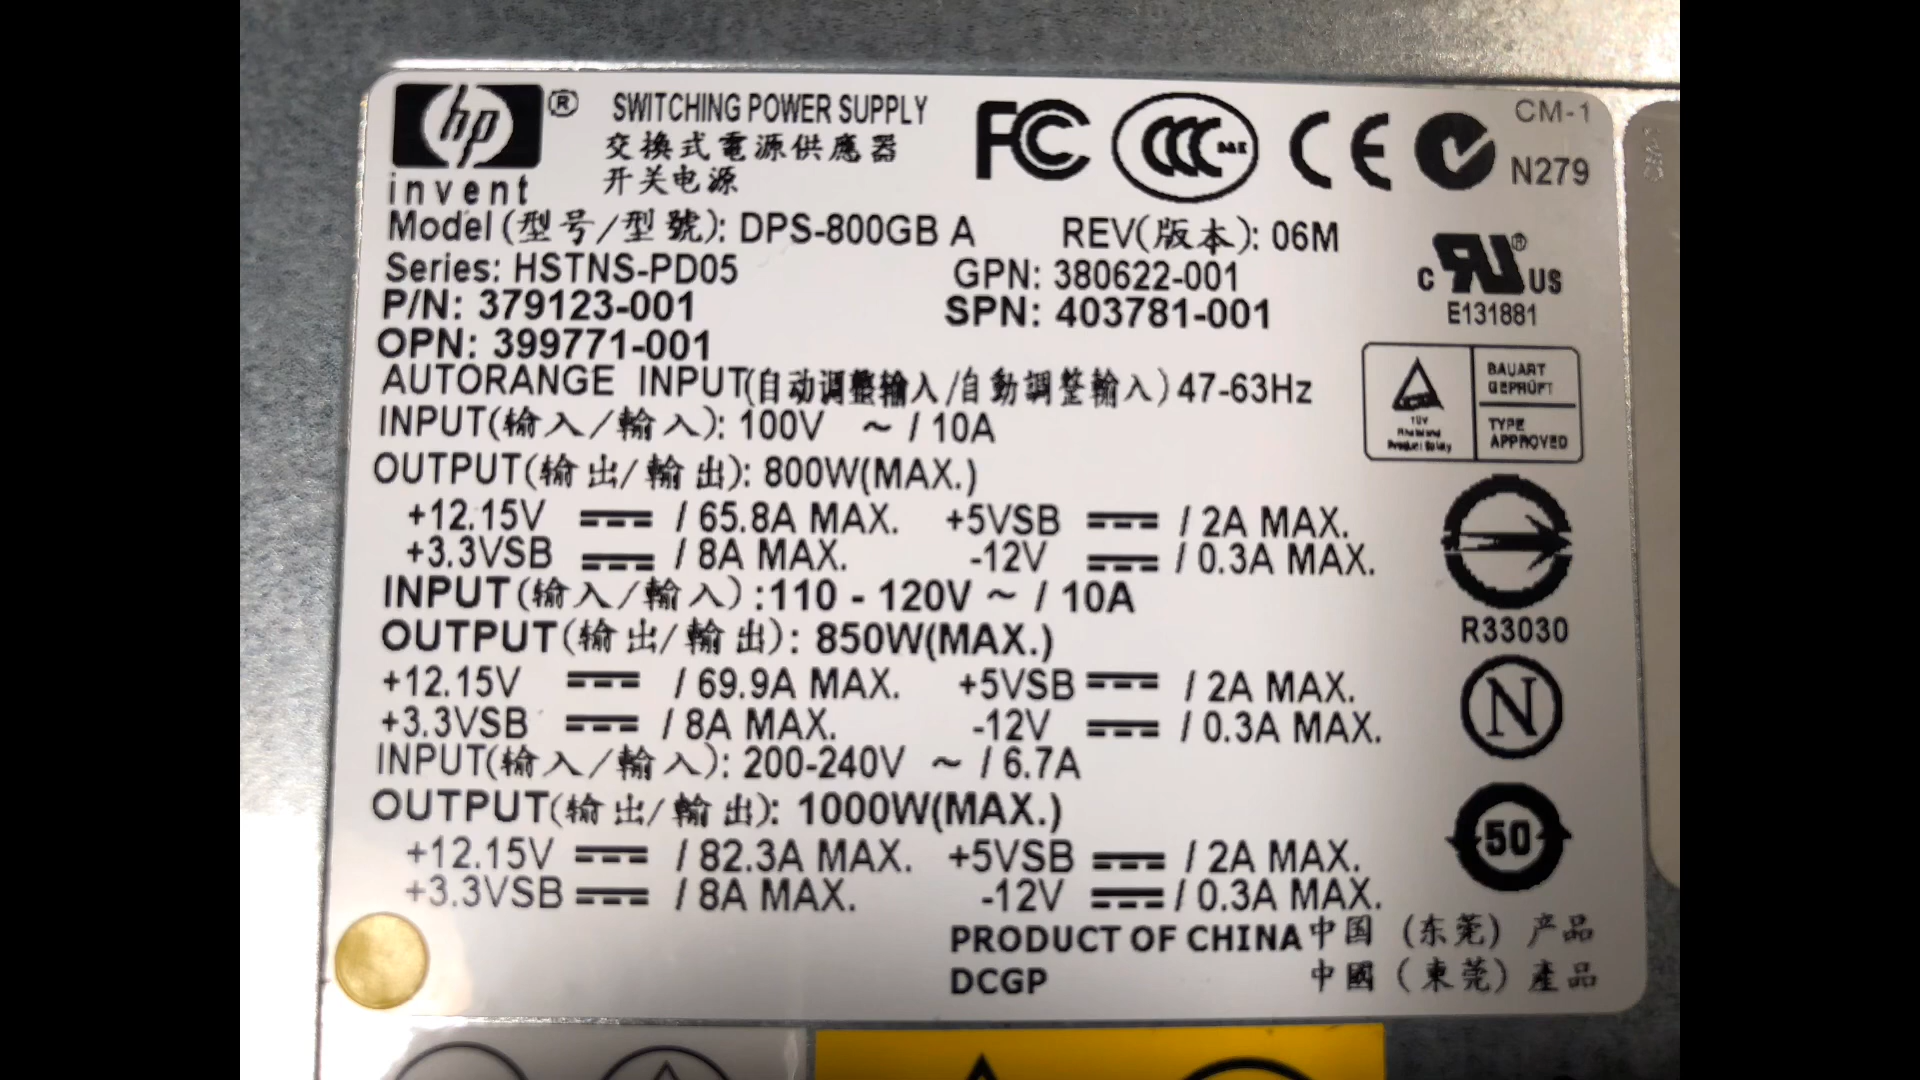 hp ® SWITCHING POWER SUPPLY
交換式電源供應器
开关电源
invent
FC CCC S&E CE CM-1
N279
Model(型号/型號): DPS-800GB A REV(版本): 06M
Series: HSTNS-PD05 GPN: 380622-001
P/N: 379123-001 SPN: 403781-001
OPN: 399771-001
C RU ® US
E131881
AUTORANGE INPUT(自动调整输入/自動調整輸入) 47-63Hz
BAUART
GEPRÜFT
TYPE
APPROVED
TÜV
Rheinland
Product Safety
INPUT(输入/輸入): 100V ~ / 10A
OUTPUT(输出/輸出): 800W(MAX.)
+12.15V / 65.8A MAX. +5VSB / 2A MAX.
+3.3VSB / 8A MAX. -12V / 0.3A MAX.
INPUT(输入/輸入):110 - 120V ~ / 10A
OUTPUT(输出/輸出): 850W(MAX.)
R33030
+12.15V / 69.9A MAX. +5VSB / 2A MAX.
+3.3VSB / 8A MAX. -12V / 0.3A MAX.
N
INPUT(输入/輸入): 200-240V ~ / 6.7A
OUTPUT(输出/輸出): 1000W(MAX.)
50
+12.15V / 82.3A MAX. +5VSB / 2A MAX.
+3.3VSB / 8A MAX. -12V / 0.3A MAX.
PRODUCT OF CHINA 中国(东莞)产品
DCGP 中國(東莞)產品